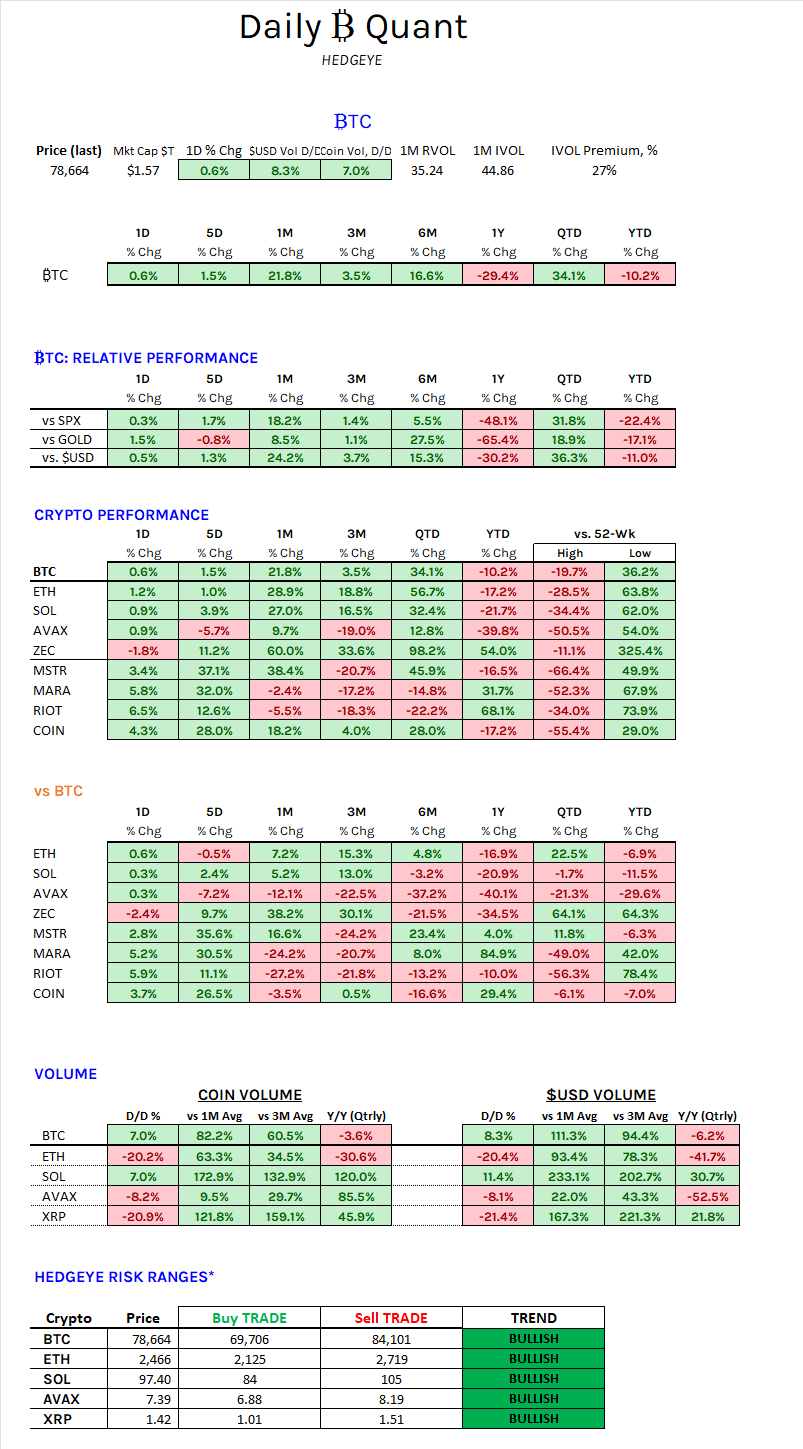 Daily ₿ Quant
HEDGEYE
₿TC
Price (last) Mkt Cap $T 1D % Chg $USD Vol D/D Coin Vol, D/D 1M RVOL 1M IVOL IVOL Premium, %
78,664 $1.57 0.6% 8.3% 7.0% 35.24 44.86 27%
1D 5D 1M 3M 6M 1Y QTD YTD
% Chg % Chg % Chg % Chg % Chg % Chg % Chg % Chg
₿TC 0.6% 1.5% 21.8% 3.5% 16.6% -29.4% 34.1% -10.2%
₿TC: RELATIVE PERFORMANCE
1D 5D 1M 3M 6M 1Y QTD YTD
% Chg % Chg % Chg % Chg % Chg % Chg % Chg % Chg
vs SPX 0.3% 1.7% 18.2% 1.4% 5.5% -48.1% 31.8% -22.4%
vs GOLD 1.5% -0.8% 8.5% 1.1% 27.5% -65.4% 18.9% -17.1%
vs. $USD 0.5% 1.3% 24.2% 3.7% 15.3% -30.2% 36.3% -11.0%
CRYPTO PERFORMANCE
1D 5D 1M 3M QTD YTD vs. 52-Wk
% Chg % Chg % Chg % Chg % Chg % Chg High Low
BTC 0.6% 1.5% 21.8% 3.5% 34.1% -10.2% -19.7% 36.2%
ETH 1.2% 1.0% 28.9% 18.8% 56.7% -17.2% -28.5% 63.8%
SOL 0.9% 3.9% 27.0% 16.5% 32.4% -21.7% -34.4% 62.0%
AVAX 0.9% -5.7% 9.7% -19.0% 12.8% -39.8% -50.5% 54.0%
ZEC -1.8% 11.2% 60.0% 33.6% 98.2% 54.0% -11.1% 325.4%
MSTR 3.4% 37.1% 38.4% -20.7% 45.9% -16.5% -66.4% 49.9%
MARA 5.8% 32.0% -2.4% -17.2% -14.8% 31.7% -52.3% 67.9%
RIOT 6.5% 12.6% -5.5% -18.3% -22.2% 68.1% -34.0% 73.9%
COIN 4.3% 28.0% 18.2% 4.0% 28.0% -17.2% -55.4% 29.0%
vs BTC
1D 5D 1M 3M 6M 1Y QTD YTD
% Chg % Chg % Chg % Chg % Chg % Chg % Chg % Chg
ETH 0.6% -0.5% 7.2% 15.3% 4.8% -16.9% 22.5% -6.9%
SOL 0.3% 2.4% 5.2% 13.0% -3.2% -20.9% -1.7% -11.5%
AVAX 0.3% -7.2% -12.1% -22.5% -37.2% -40.1% -21.3% -29.6%
ZEC -2.4% 9.7% 38.2% 30.1% -21.5% -34.5% 64.1% 64.3%
MSTR 2.8% 35.6% 16.6% -24.2% 23.4% 4.0% 11.8% -6.3%
MARA 5.2% 30.5% -24.2% -20.7% 8.0% 84.9% -49.0% 42.0%
RIOT 5.9% 11.1% -27.2% -21.8% -13.2% -10.0% -56.3% 78.4%
COIN 3.7% 26.5% -3.5% 0.5% -16.6% 29.4% -6.1% -7.0%
VOLUME
COIN VOLUME $USD VOLUME
D/D % vs 1M Avg vs 3M Avg Y/Y (Qtrly) D/D % vs 1M Avg vs 3M Avg Y/Y (Qtrly)
BTC 7.0% 82.2% 60.5% -3.6% 8.3% 111.3% 94.4% -6.2%
ETH -20.2% 63.3% 34.5% -30.6% -20.4% 93.4% 78.3% -41.7%
SOL 7.0% 172.9% 132.9% 120.0% 11.4% 233.1% 202.7% 30.7%
AVAX -8.2% 9.5% 29.7% 85.5% -8.1% 22.0% 43.3% -52.5%
XRP -20.9% 121.8% 159.1% 45.9% -21.4% 167.3% 221.3% 21.8%
HEDGEYE RISK RANGES*
Crypto Price Buy TRADE Sell TRADE TREND
BTC 78,664 69,706 84,101 BULLISH
ETH 2,466 2,125 2,719 BULLISH
SOL 97.40 84 105 BULLISH
AVAX 7.39 6.88 8.19 BULLISH
XRP 1.42 1.01 1.51 BULLISH